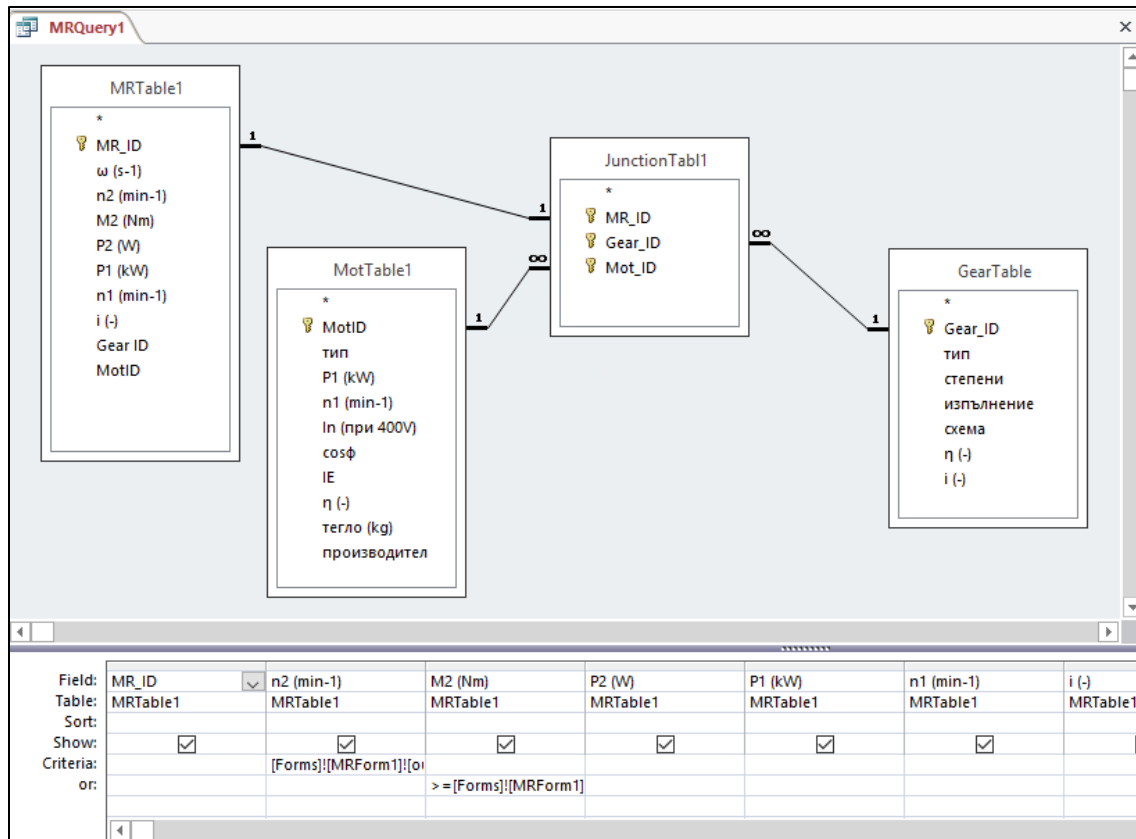 MRQuery1
MRTable1
*
MR_ID
ω (s-1)
n2 (min-1)
M2 (Nm)
P2 (W)
P1 (kW)
n1 (min-1)
i (-)
Gear ID
MotID
1
1
MotTable1
*
MotID
тип
P1 (kW)
n1 (min-1)
In (при 400V)
cosф
IE
η (-)
тегло (kg)
производител
1
∞
JunctionTabl1
*
MR_ID
Gear_ID
Mot_ID
∞
1
GearTable
*
Gear_ID
тип
степени
изпълнение
схема
η (-)
i (-)
Field: MR_ID n2 (min-1) M2 (Nm) P2 (W) P1 (kW) n1 (min-1) i (-)
Table: MRTable1 MRTable1 MRTable1 MRTable1 MRTable1 MRTable1 MRTable1
Sort:
Show:
Criteria: [Forms]![MRForm1]![ou
or: >=[Forms]![MRForm1]